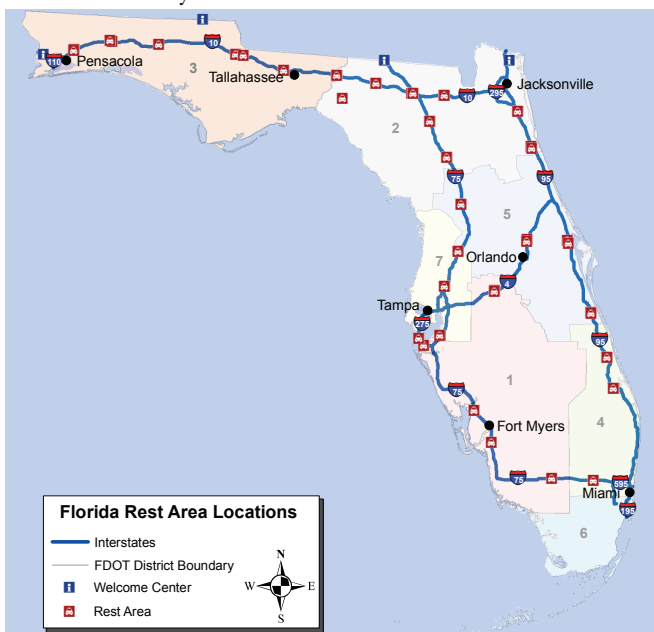 10
110
Pensacola
3
Tallahassee
Jacksonville
295
10
2
75
95
5
Orlando
7
4
Tampa
275
95
1
75
Fort Myers
4
75
595
Miami
195
6
Florida Rest Area Locations
Interstates
FDOT District Boundary
Welcome Center
Rest Area
N
W
E
S